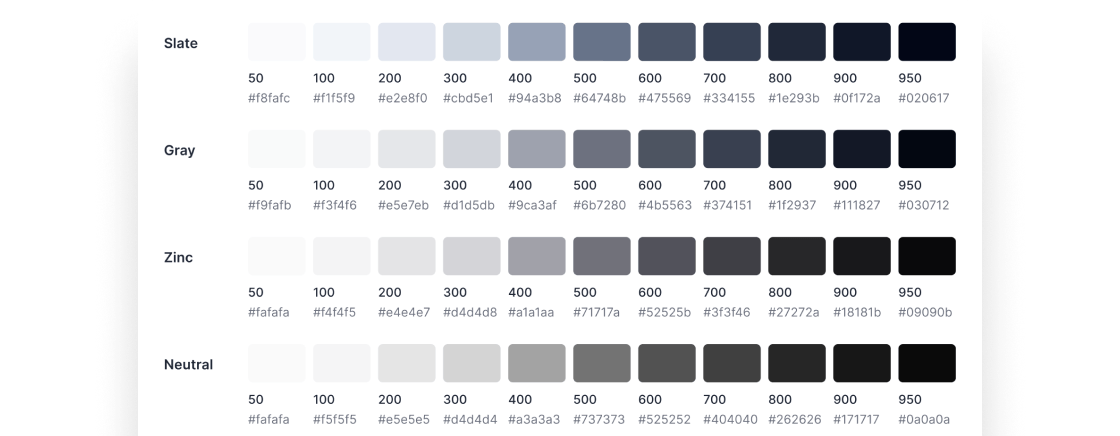 Slate
50 100 200 300 400 500 600 700 800 900 950
#f8fafc #f1f5f9 #e2e8f0 #cbd5e1 #94a3b8 #64748b #475569 #334155 #1e293b #0f172a #020617
Gray
50 100 200 300 400 500 600 700 800 900 950
#f9fafb #f3f4f6 #e5e7eb #d1d5db #9ca3af #6b7280 #4b5563 #374151 #1f2937 #111827 #030712
Zinc
50 100 200 300 400 500 600 700 800 900 950
#fafafa #f4f4f5 #e4e4e7 #d4d4d8 #a1a1aa #71717a #52525b #3f3f46 #27272a #18181b #09090b
Neutral
50 100 200 300 400 500 600 700 800 900 950
#fafafa #f5f5f5 #e5e5e5 #d4d4d4 #a3a3a3 #737373 #525252 #404040 #262626 #171717 #0a0a0a